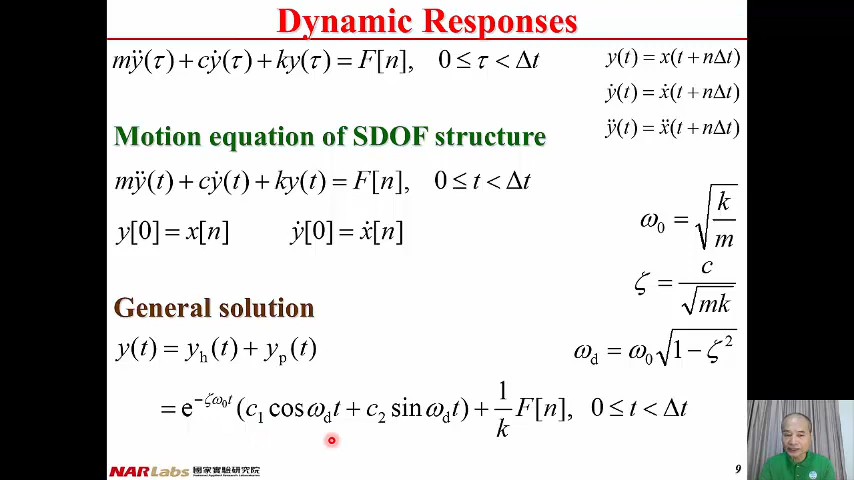 Dynamic Responses
mÿ(τ) + cẏ(τ) + ky(τ) = F[n], 0 ≤ τ < Δt
y(t) = x(t + nΔt)
ẏ(t) = ẋ(t + nΔt)
ÿ(t) = ẍ(t + nΔt)
Motion equation of SDOF structure
mÿ(t) + cẏ(t) + ky(t) = F[n], 0 ≤ t < Δt
y[0] = x[n] ẏ[0] = ẋ[n]
ω₀ = √(k/m)
ζ = c/√(mk)
General solution
y(t) = y_h(t) + y_p(t)
ω_d = ω₀√(1 − ζ²)
= e^(−ζω₀t) (c₁ cos ω_d t + c₂ sin ω_d t) + 1/k F[n], 0 ≤ t < Δt
NARLabs 國家實驗研究院
9